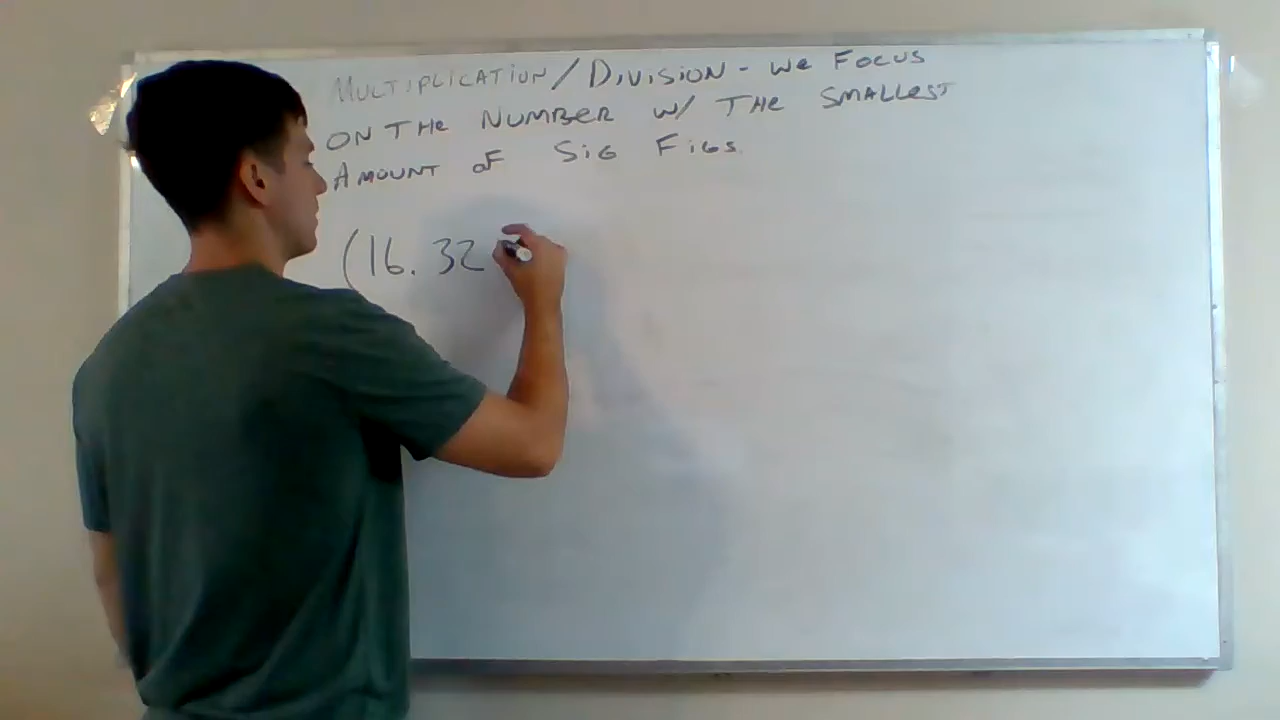 MULTIPLICATION/DIVISION - WE FOCUS
ON THE NUMBER W/ THE SMALLEST
AMOUNT OF SIG FIGS
(16.32